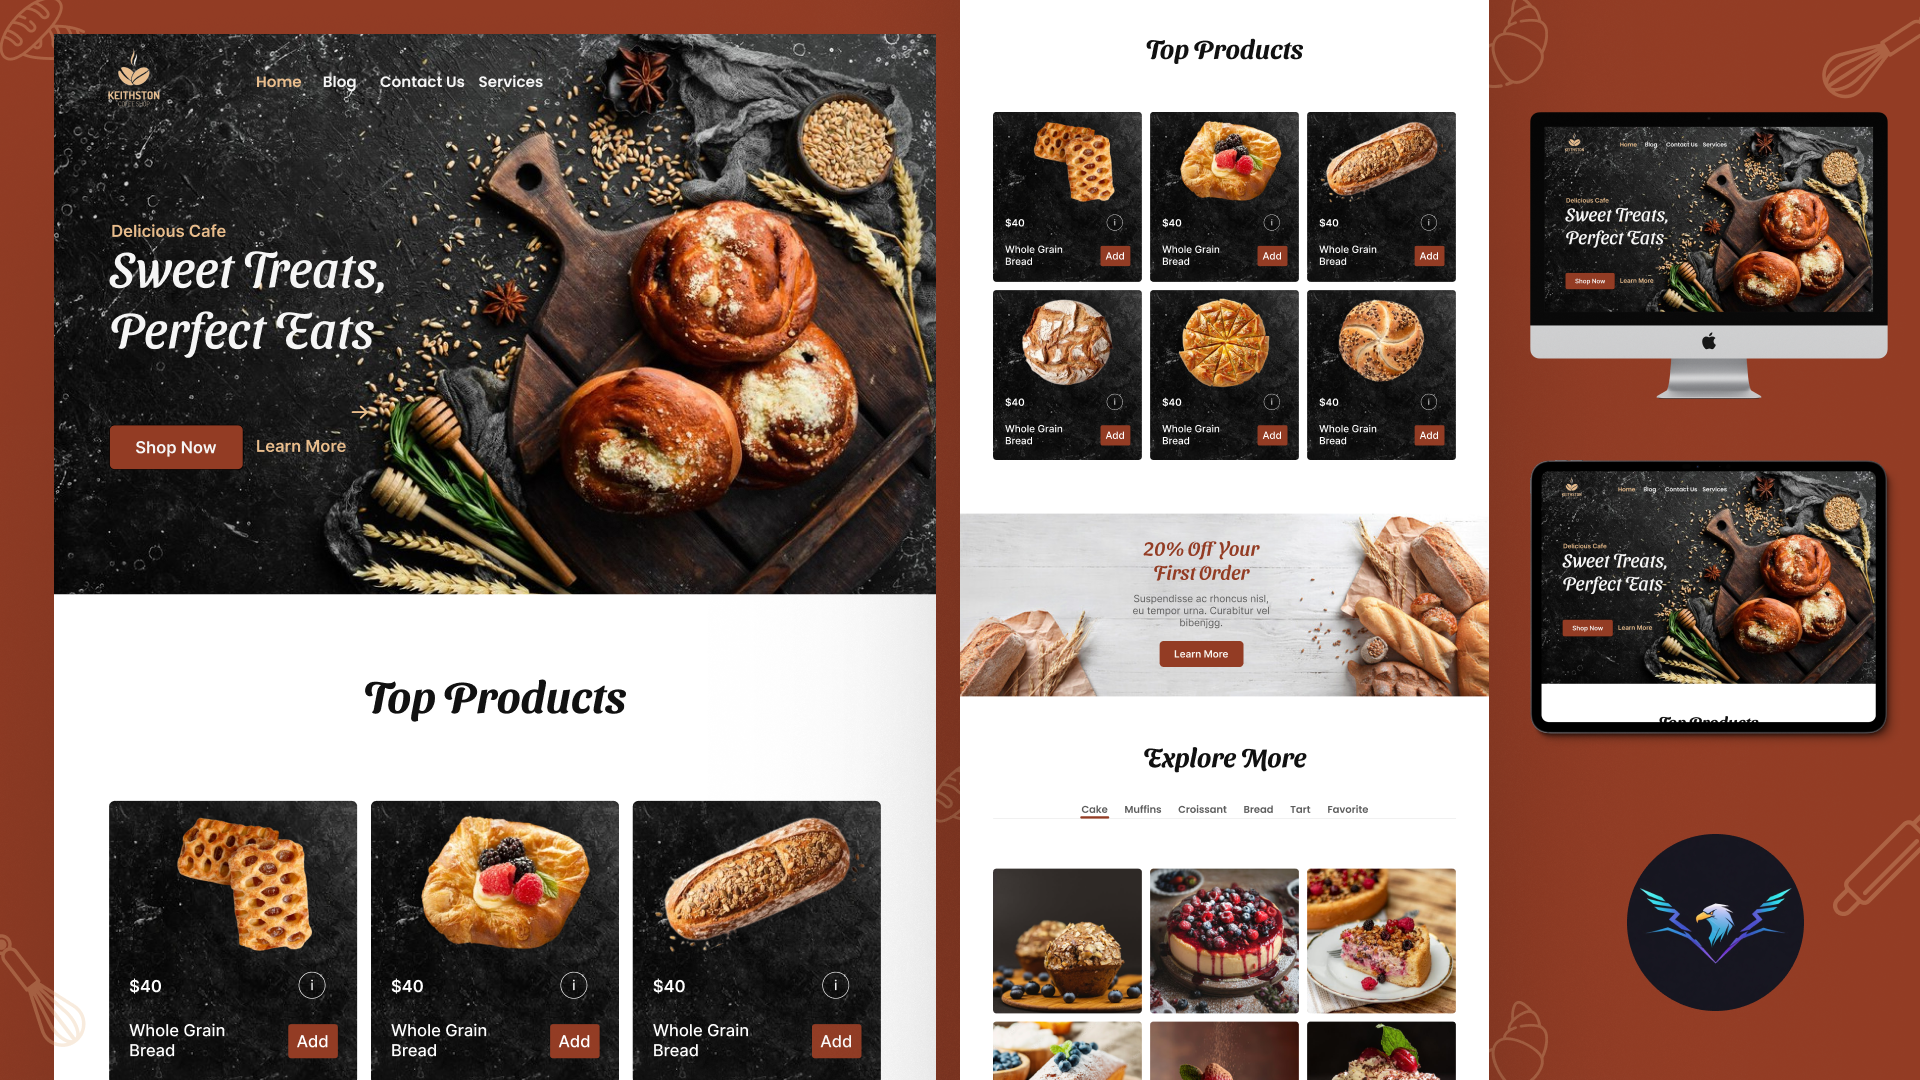 KEITHSTON
COFFEE SHOP
Home Blog Contact Us Services
Delicious Cafe
Sweet Treats,
Perfect Eats
Shop Now Learn More
Top Products
$40 i
Whole Grain
Bread
Add
$40 i
Whole Grain
Bread
Add
$40 i
Whole Grain
Bread
Add
Top Products
$40 i
Whole Grain
Bread
Add
$40 i
Whole Grain
Bread
Add
$40 i
Whole Grain
Bread
Add
$40 i
Whole Grain
Bread
Add
$40 i
Whole Grain
Bread
Add
$40 i
Whole Grain
Bread
Add
20% Off Your
First Order
Suspendisse ac rhoncus nisl,
eu tempor urna. Curabitur vel
bibenjgg.
Learn More
Explore More
Cake Muffins Croissant Bread Tart Favorite
Home Blog Contact Us Services
Delicious Cafe
Sweet Treats,
Perfect Eats
Shop Now Learn More
Home Blog Contact Us Services
Delicious Cafe
Sweet Treats,
Perfect Eats
Shop Now Learn More
Top Products